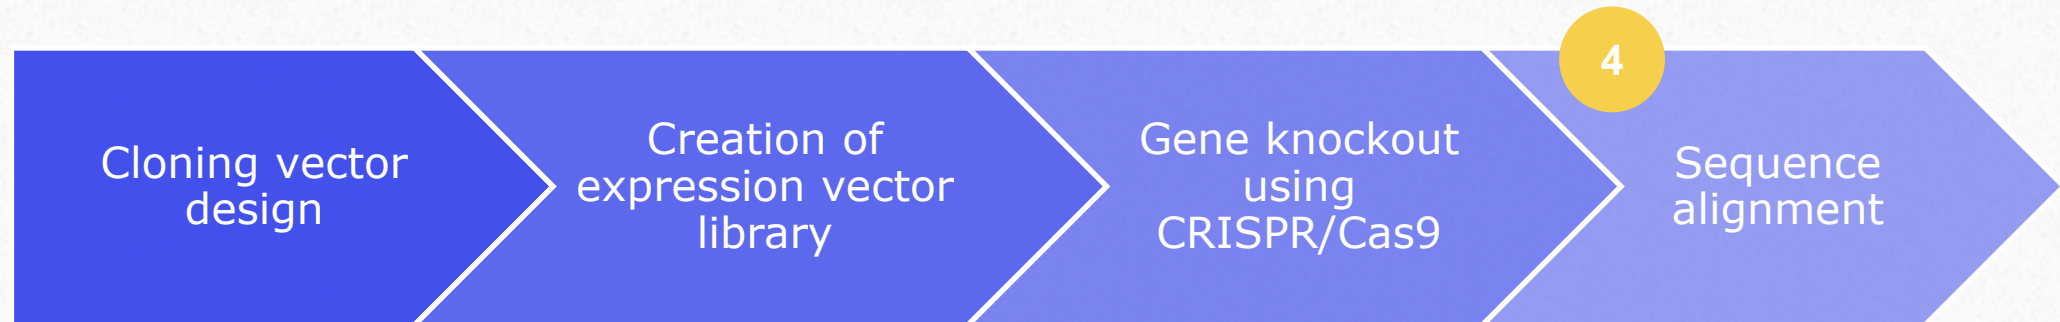 Cloning vector
design
Creation of
expression vector
library
Gene knockout
using
CRISPR/Cas9
4
Sequence
alignment